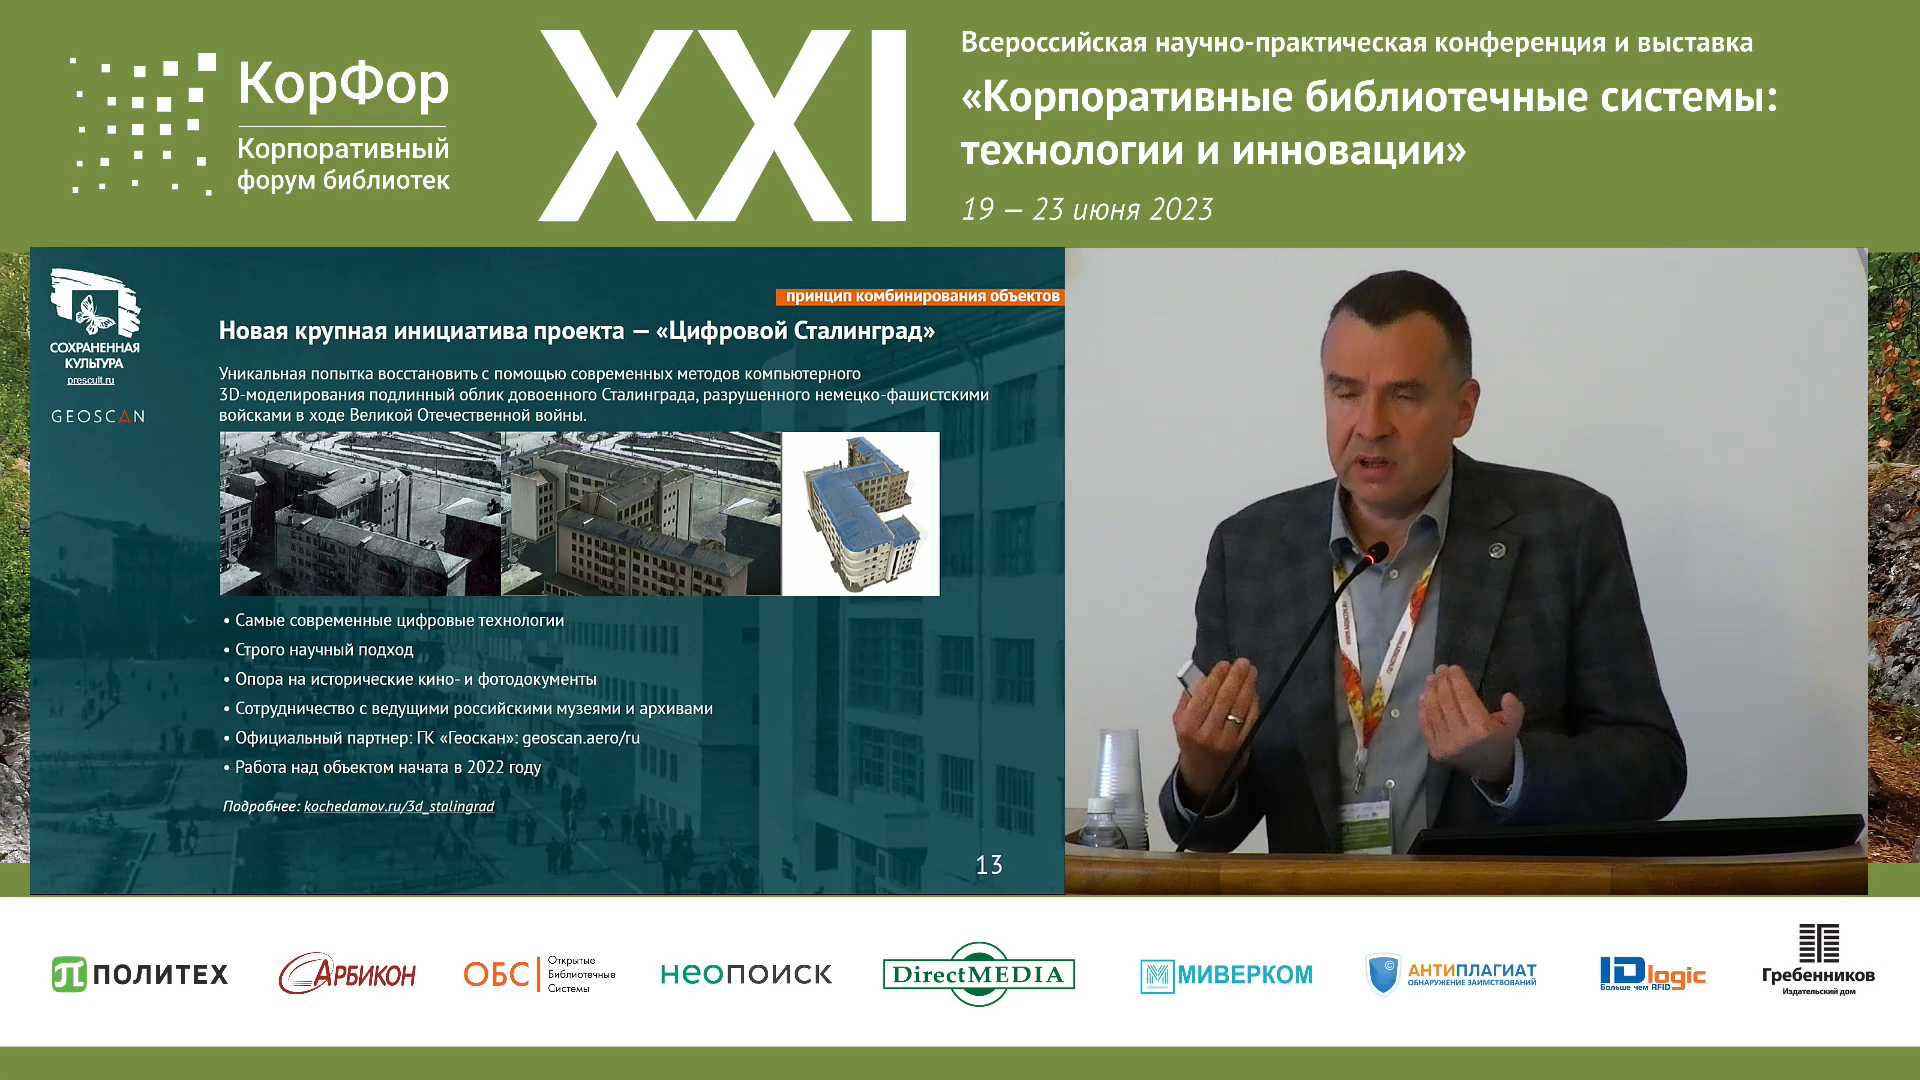 КорФор
Корпоративный
форум библиотек
XXI
Всероссийская научно-практическая конференция и выставка
«Корпоративные библиотечные системы:
технологии и инновации»
19 — 23 июня 2023
СОХРАНЕННАЯ
КУЛЬТУРА
prescult.ru
GEOSCAN
принцип комбинирования объектов
Новая крупная инициатива проекта — «Цифровой Сталинград»
Уникальная попытка восстановить с помощью современных методов компьютерного
3D-моделирования подлинный облик довоенного Сталинграда, разрушенного немецко-фашистскими
войсками в ходе Великой Отечественной войны.
• Самые современные цифровые технологии
• Строго научный подход
• Опора на исторические кино- и фотодокументы
• Сотрудничество с ведущими российскими музеями и архивами
• Официальный партнер: ГК «Геоскан»: geoscan.aero/ru
• Работа над объектом начата в 2022 году
Подробнее: kochedamov.ru/3d_stalingrad
13
ПОЛИТЕХ
АРБИКОН
ОБС
Открытые
Библиотечные
Системы
неопоиск
DirectMEDIA
МИВЕРКОМ
АНТИПЛАГИАТ
ОБНАРУЖЕНИЕ ЗАИМСТВОВАНИЙ
IDlogic
Больше чем RFID
Гребенников
Издательский дом